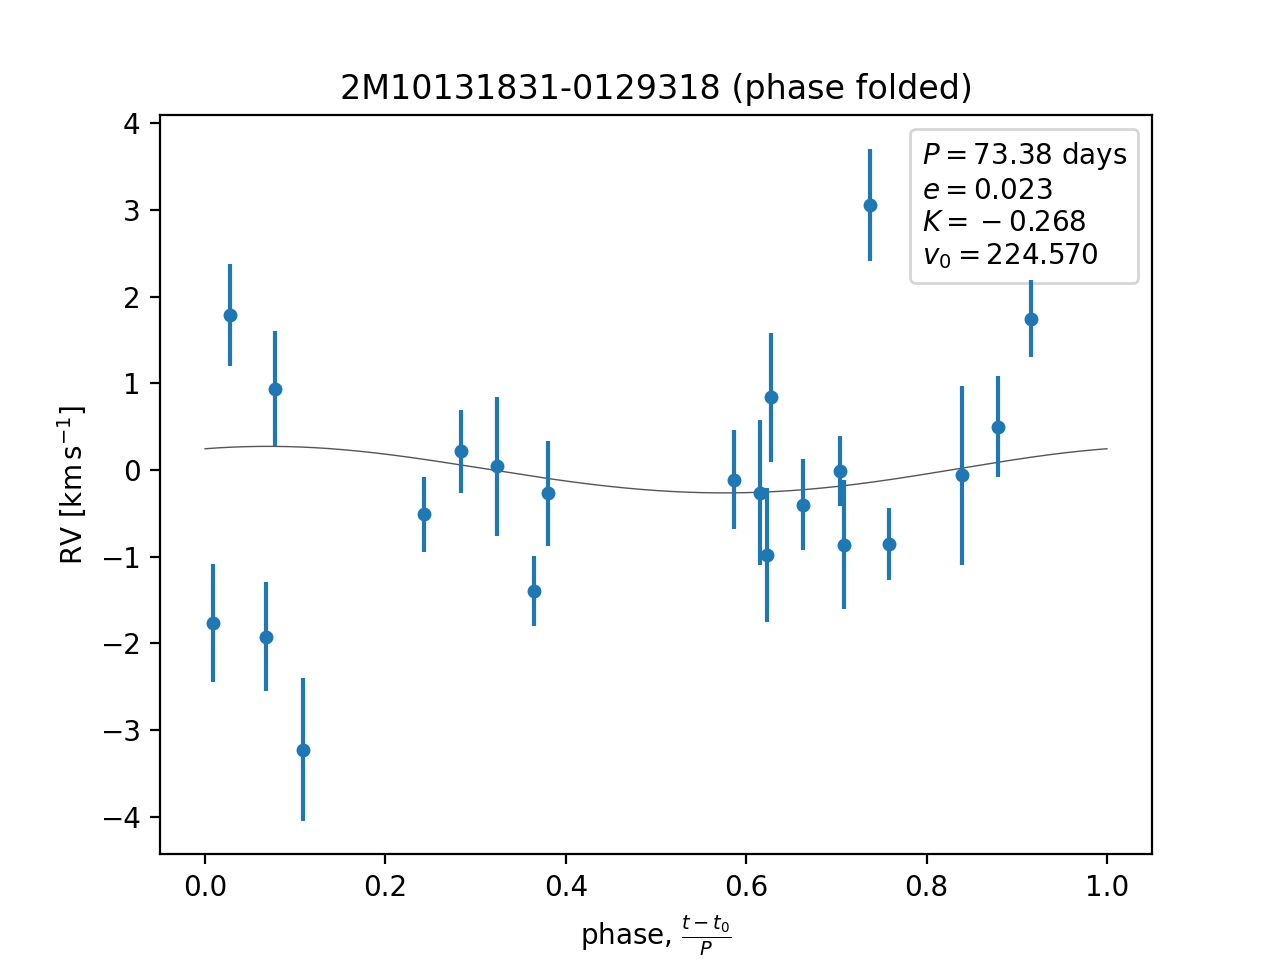 2M10131831-0129318 (phase folded)
P = 73.38 days
e = 0.023
K = −0.268
v₀ = 224.570
RV [km s⁻¹]
4
3
2
1
0
−1
−2
−3
−4
0.0 0.2 0.4 0.6 0.8 1.0
phase, (t − t₀)/P